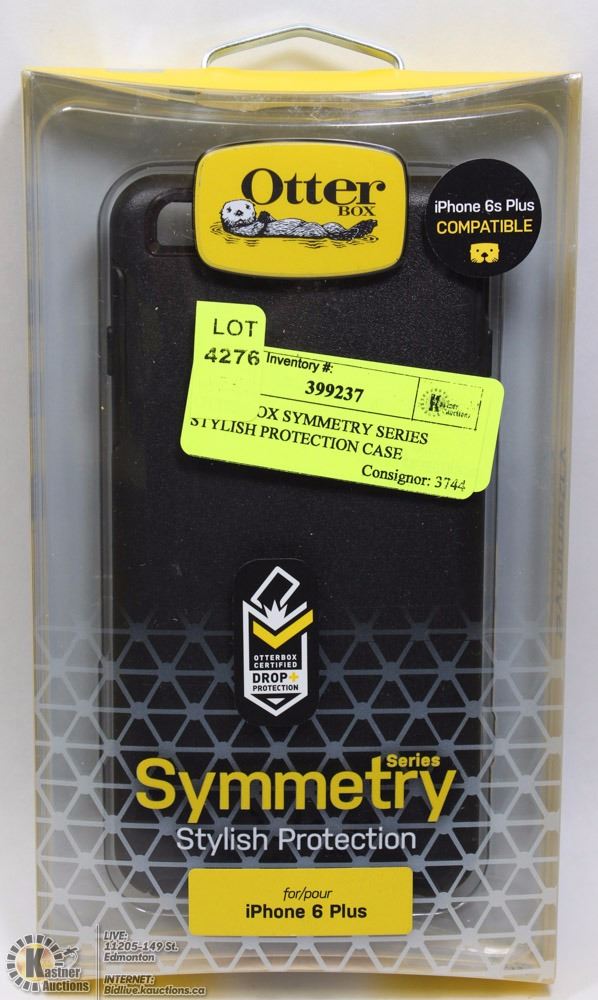 Otter
BOX
iPhone 6s Plus
COMPATIBLE
LOT
4276
Inventory #:
399237
Kastner
Auctions
OX SYMMETRY SERIES
STYLISH PROTECTION CASE
Consignor: 3744
OTTERBOX
CERTIFIED
DROP+
PROTECTION
Series
Symmetry
Stylish Protection
for/pour
iPhone 6 Plus
Kastner
Auctions
LIVE:
11205-149 St.
Edmonton
INTERNET:
Bidlive.kauctions.ca